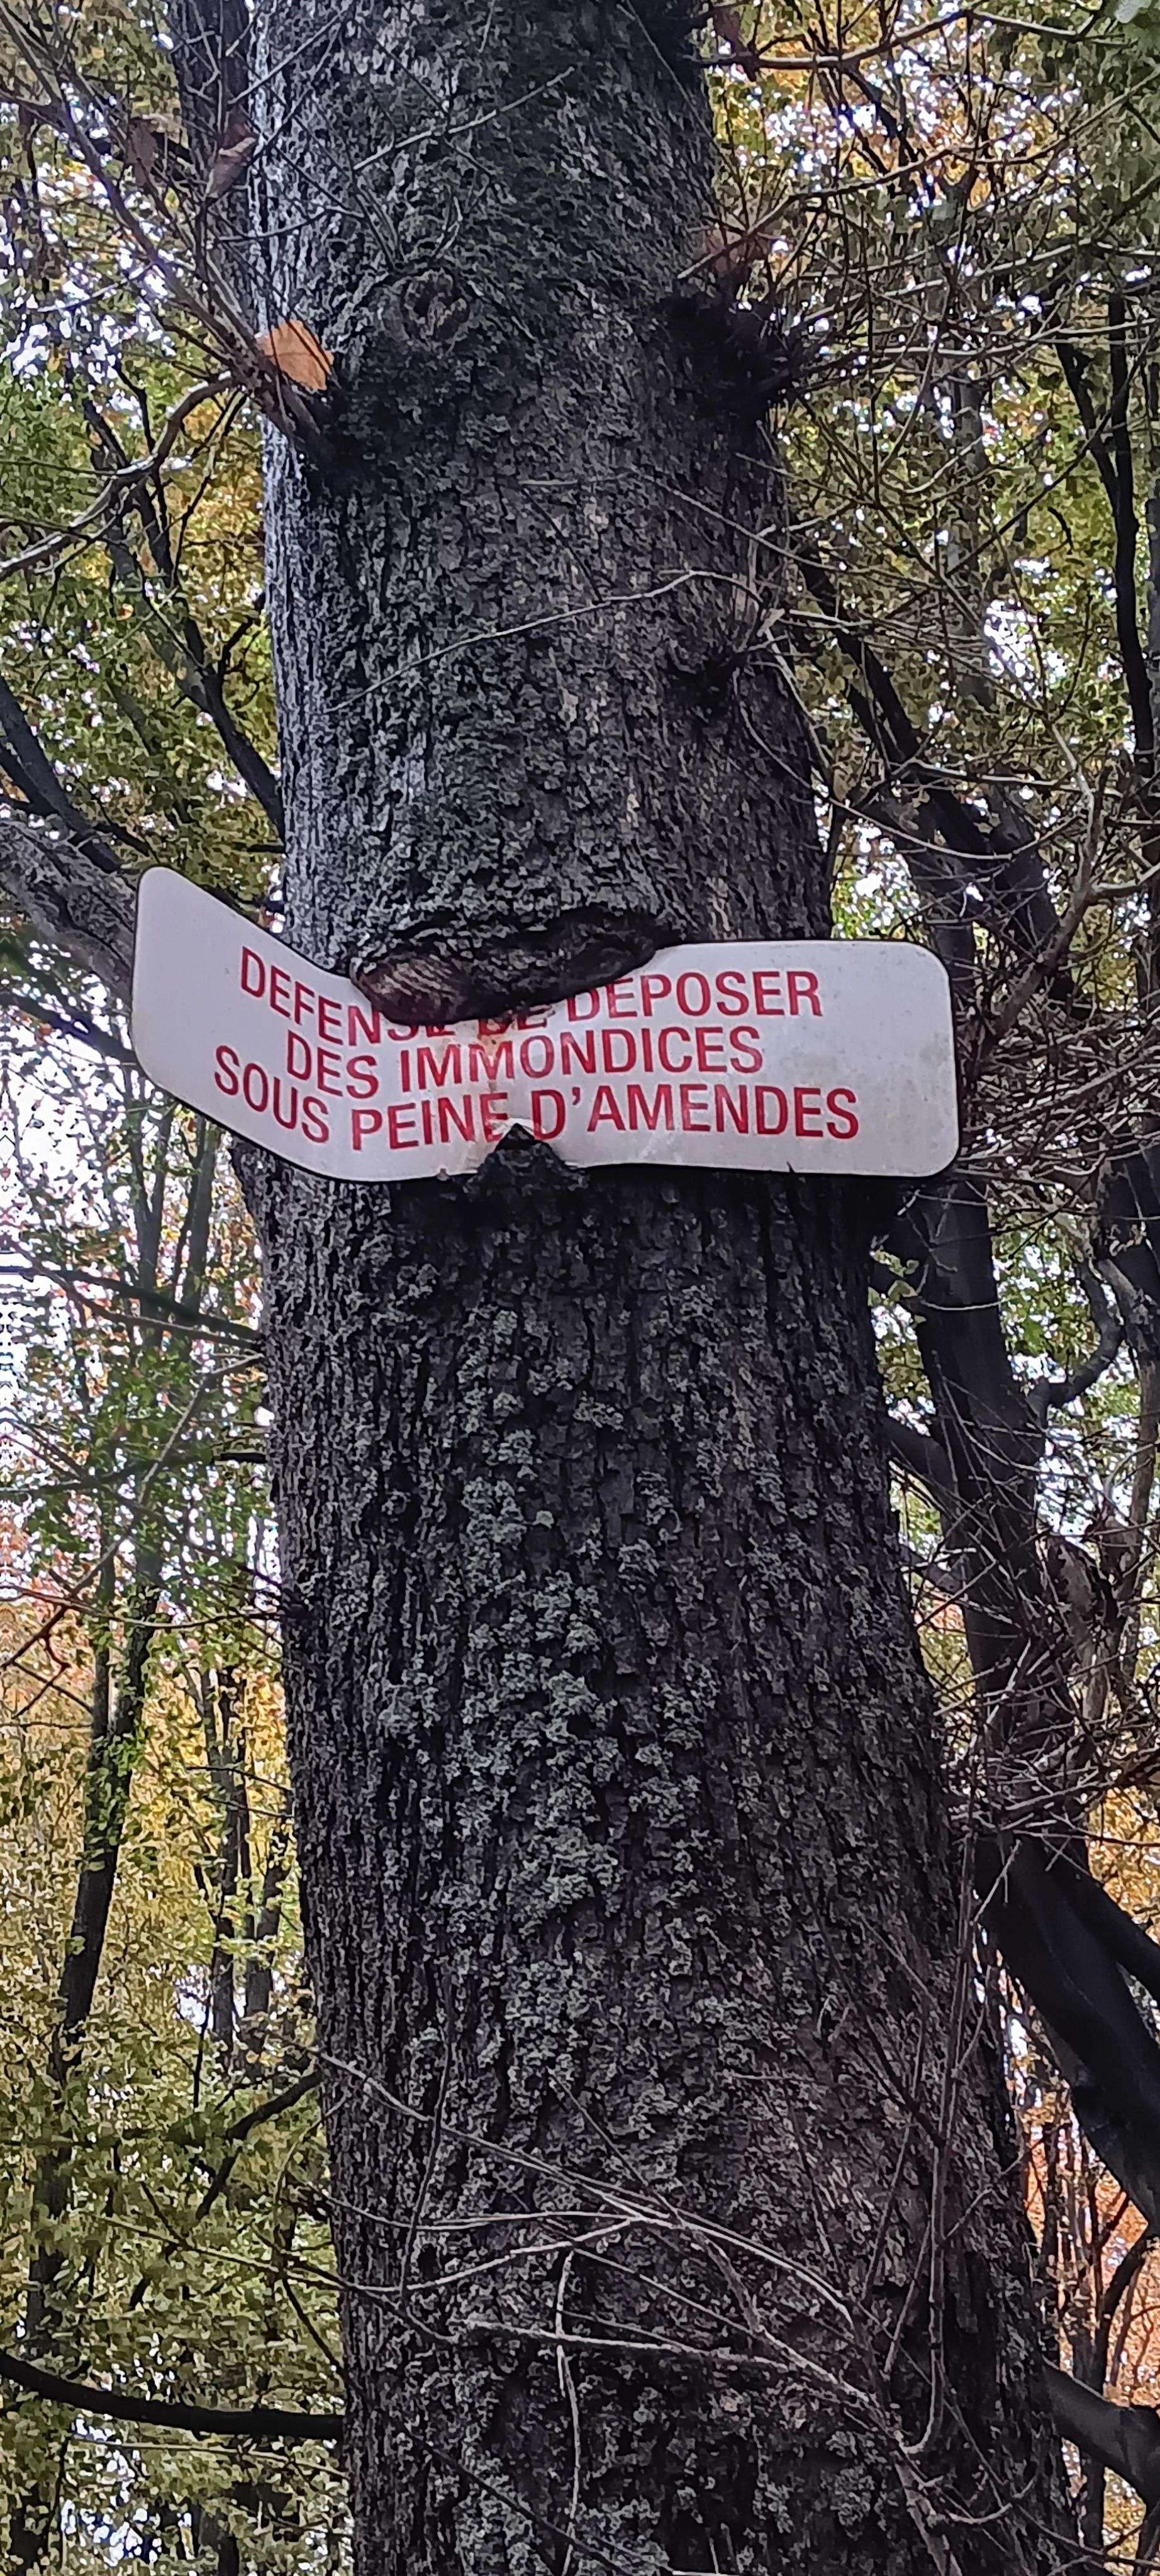 DEFENSE DE DEPOSER
DES IMMONDICES
SOUS PEINE D'AMENDES